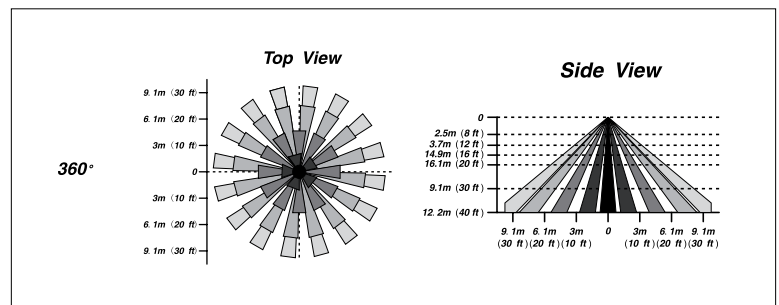 Top View
9.1m (30 ft)
6.1m (20 ft)
3m (10 ft)
0
3m (10 ft)
6.1m (20 ft)
9.1m (30 ft)
360°
Side View
0
2.5m (8 ft)
3.7m (12 ft)
14.9m (16 ft)
16.1m (20 ft)
9.1m (30 ft)
12.2m (40 ft)
9.1m 6.1m 3m 0 3m 6.1m 9.1m
(30 ft) (20 ft) (10 ft) (10 ft) (20 ft) (30 ft)